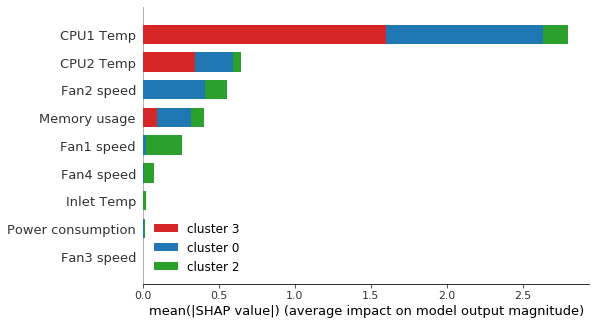 CPU1 Temp
CPU2 Temp
Fan2 speed
Memory usage
Fan1 speed
Fan4 speed
Inlet Temp
Power consumption
Fan3 speed
cluster 3
cluster 0
cluster 2
0.0 0.5 1.0 1.5 2.0 2.5
mean(|SHAP value|) (average impact on model output magnitude)